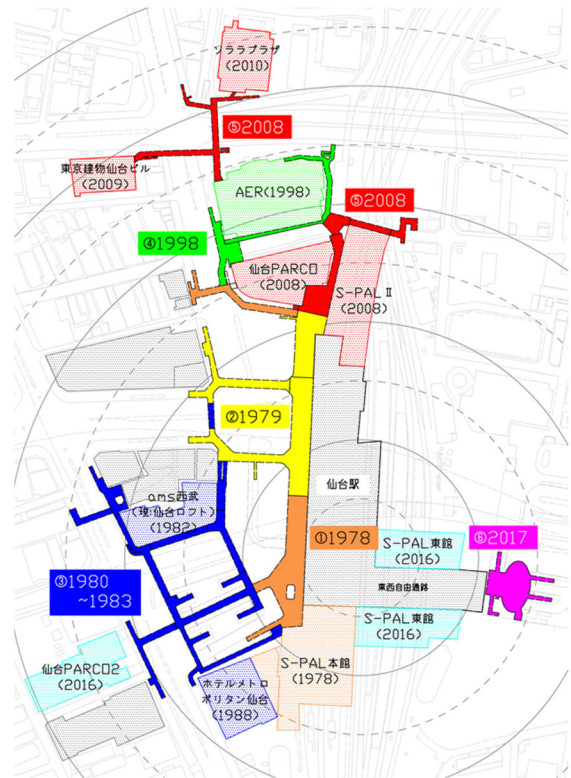 ソララプラザ
(2010)
⑤2008
東京建物仙台ビル
(2009)
AER(1998)
⑤2008
④1998
仙台PARCO
(2008)
S-PALⅡ
(2008)
②1979
仙台駅
ams西武
(現:仙台ロフト)
(1982)
①1978
S-PAL東館
(2016)
⑥2017
③1980
~1983
東西自由通路
S-PAL東館
(2016)
仙台PARCO2
(2016)
S-PAL本館
(1978)
ホテルメトロ
ポリタン仙台
(1988)